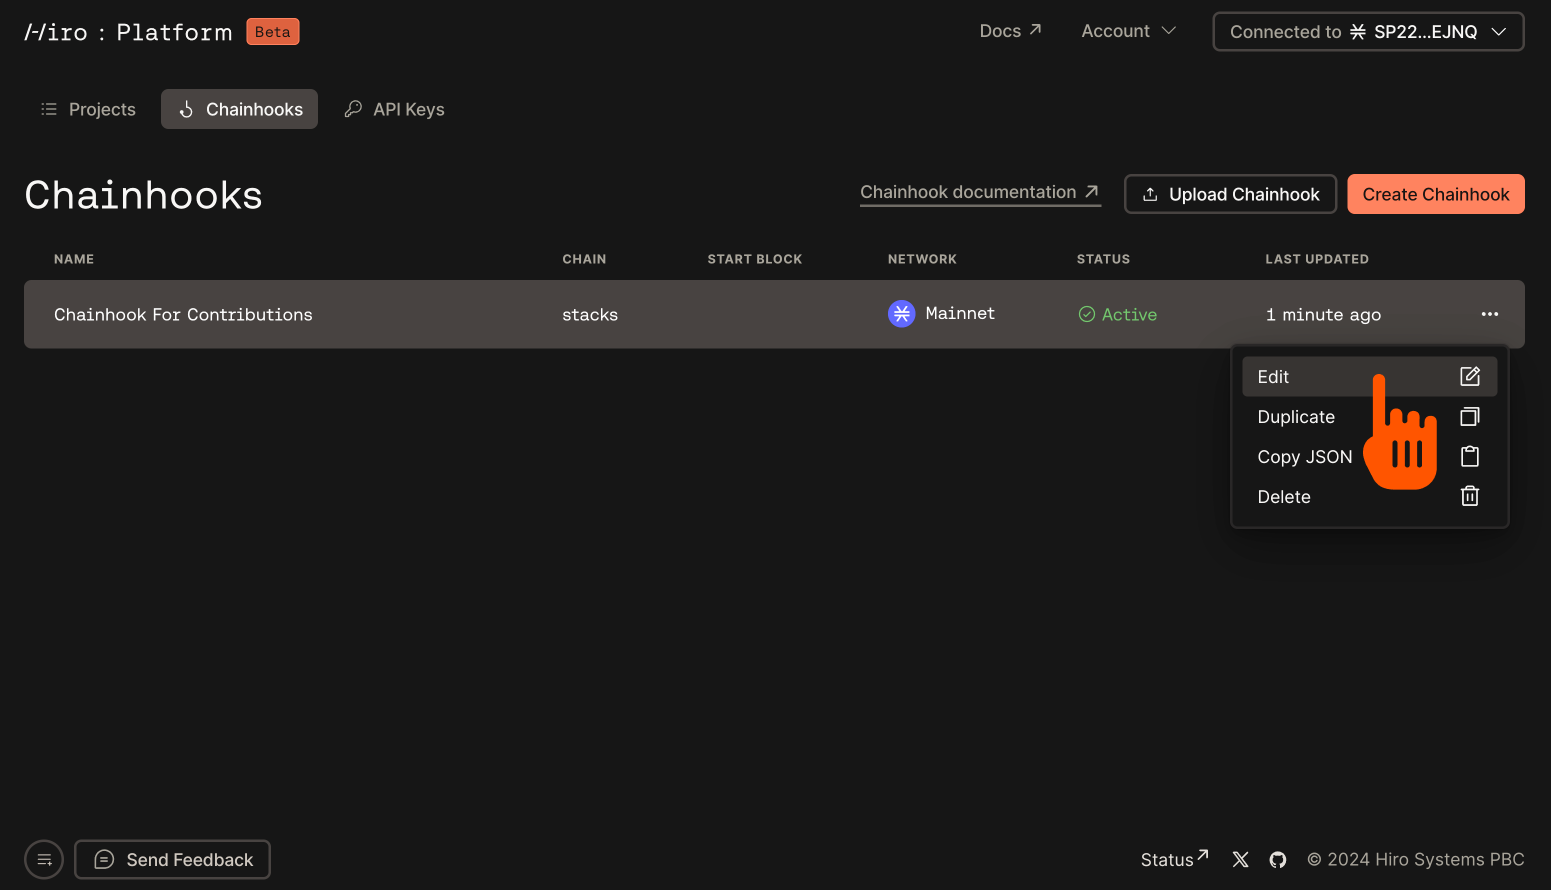 Hiro : Platform Beta
Docs Account Connected to SP22...EJNQ
Projects Chainhooks API Keys
Chainhooks Chainhook documentation Upload Chainhook Create Chainhook
NAME CHAIN START BLOCK NETWORK STATUS LAST UPDATED
Chainhook For Contributions stacks Mainnet Active 1 minute ago
Edit
Duplicate
Copy JSON
Delete
Send Feedback Status © 2024 Hiro Systems PBC